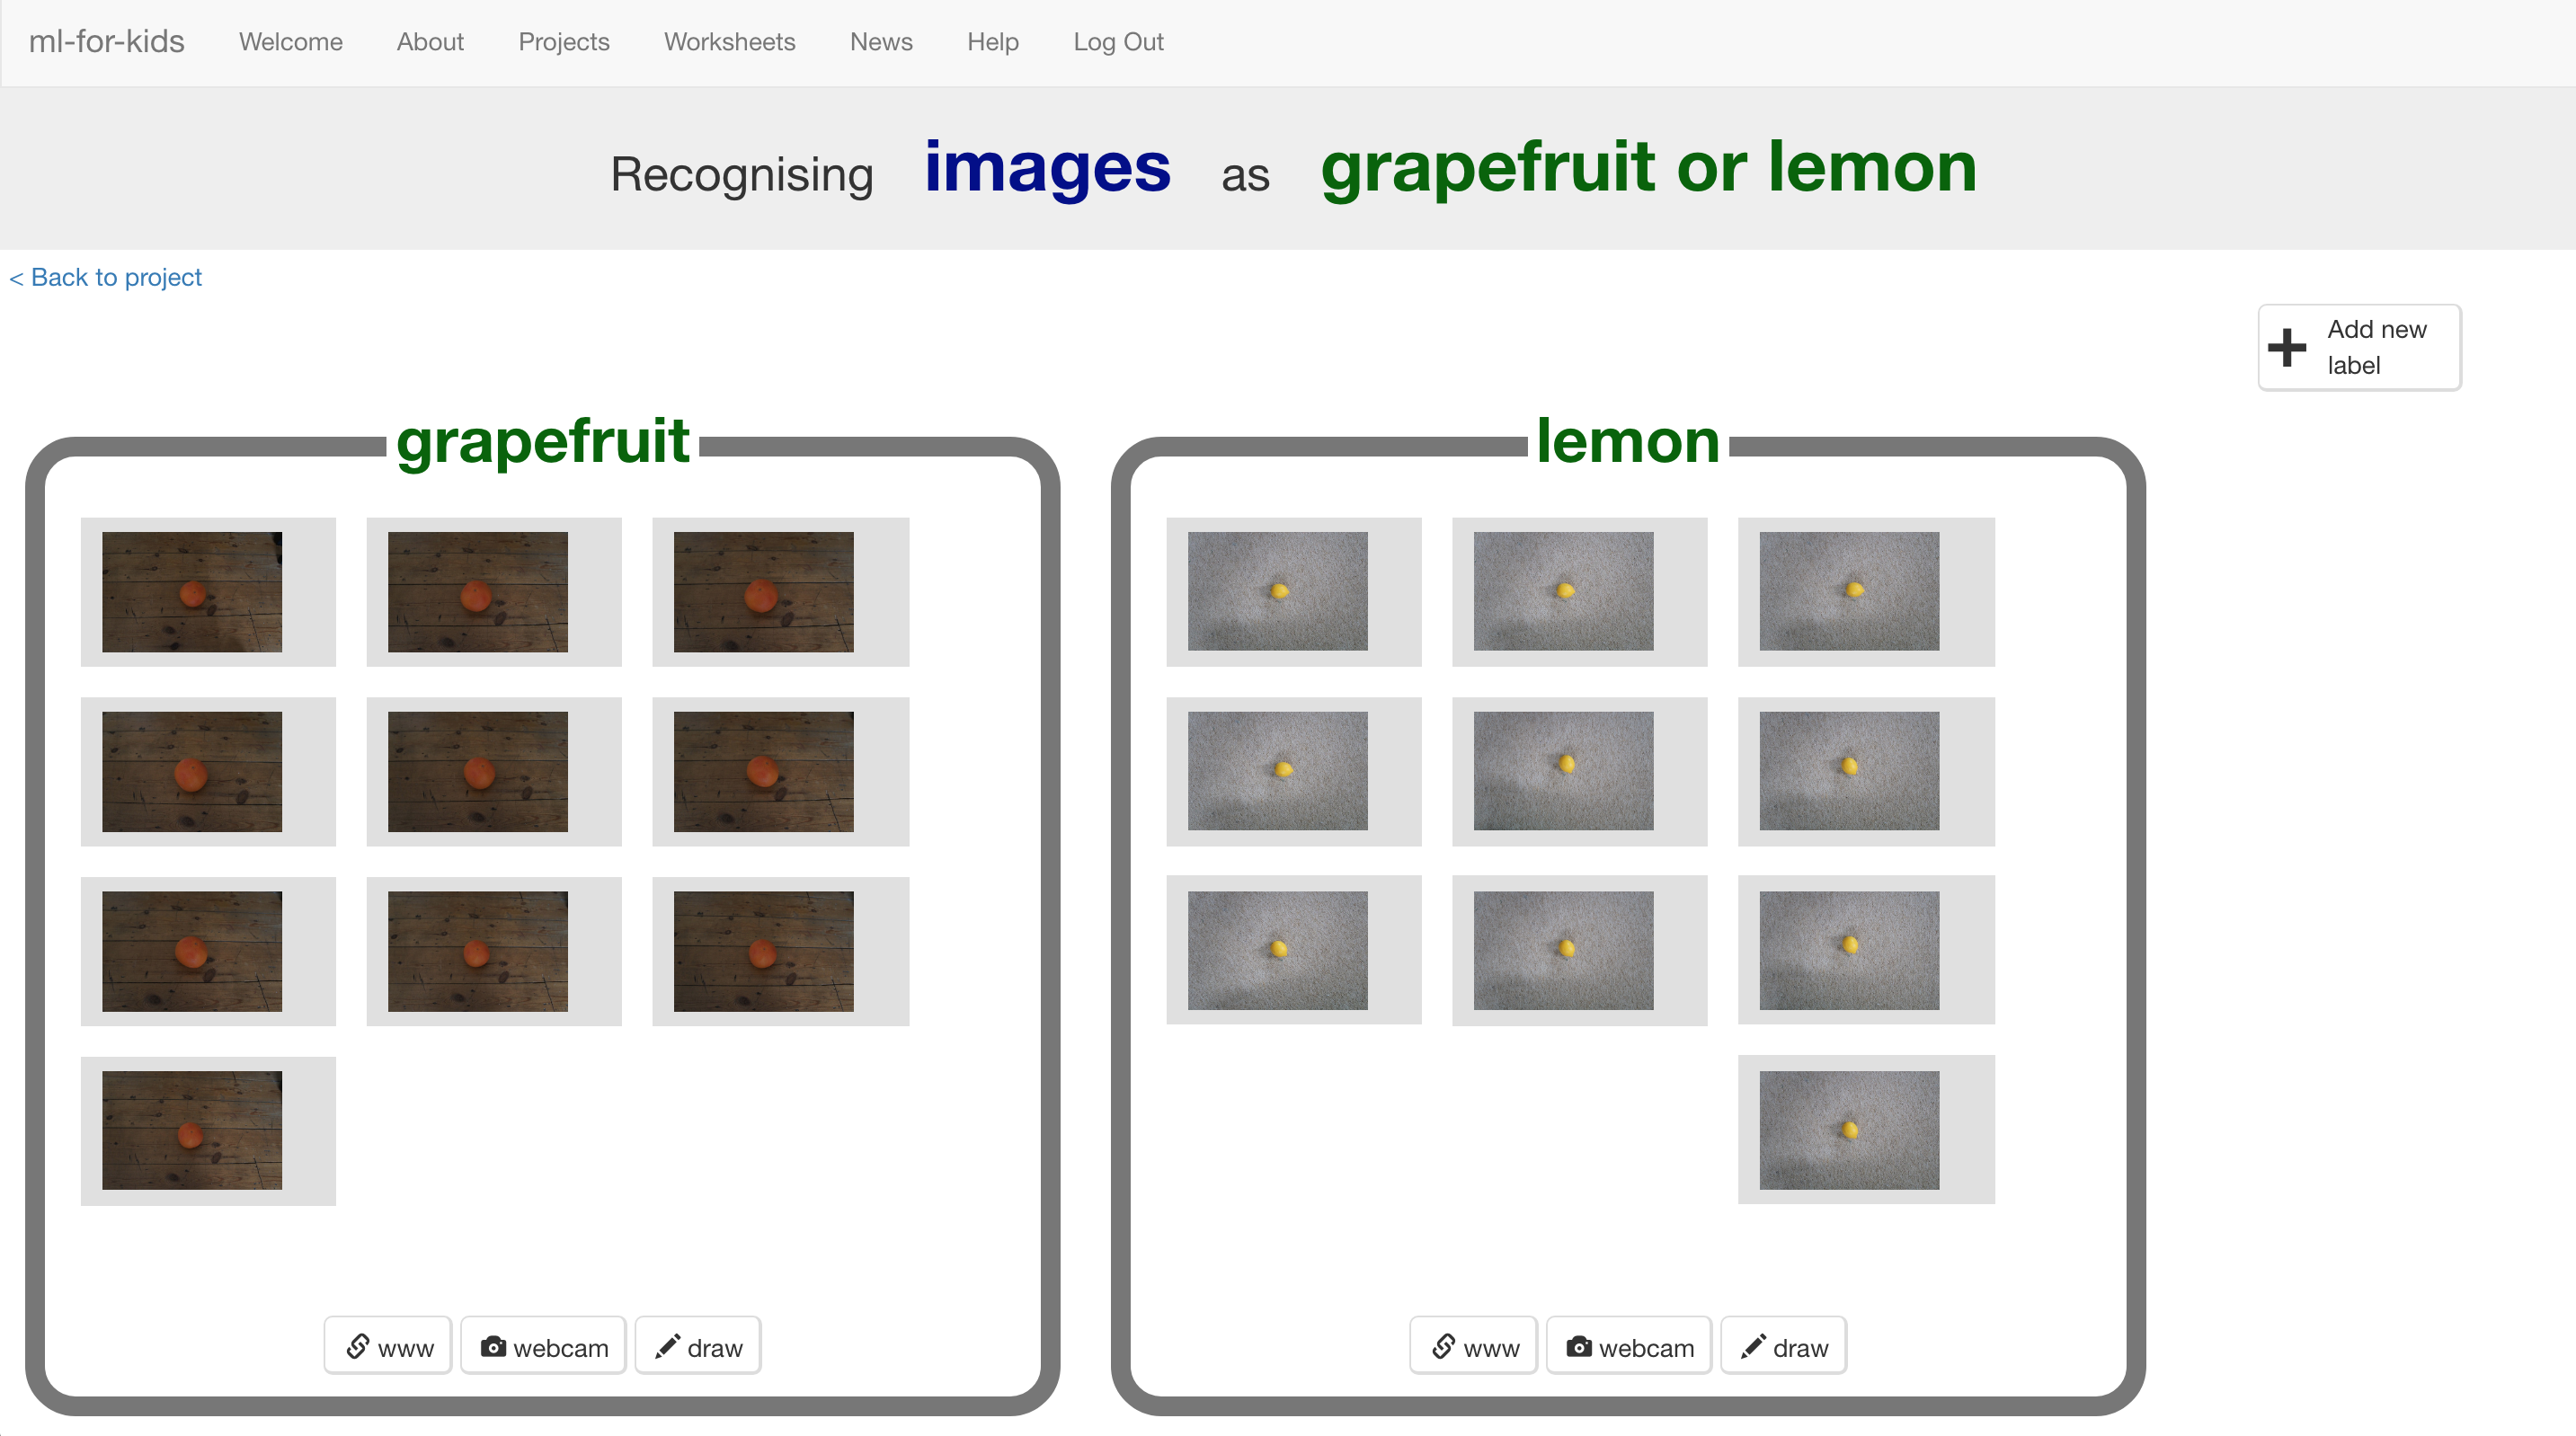 ml-for-kids Welcome About Projects Worksheets News Help Log Out
Recognising images as grapefruit or lemon
< Back to project
Add new
label
grapefruit
www webcam draw
lemon
www webcam draw